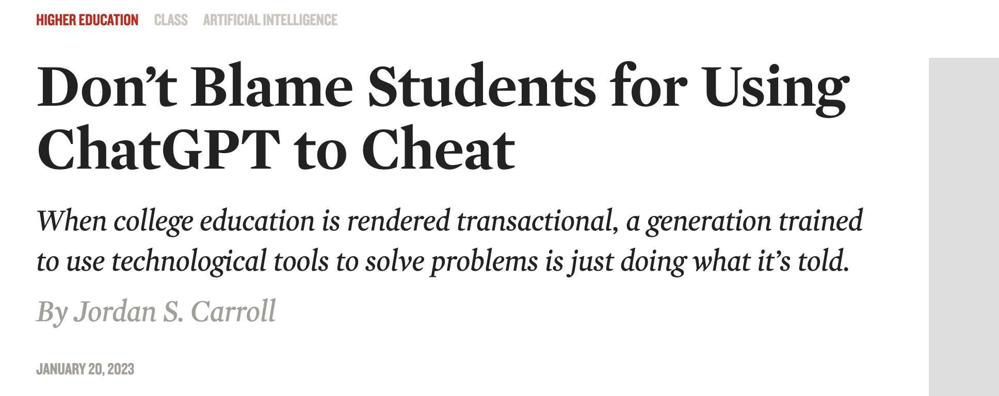 HIGHER EDUCATION CLASS ARTIFICIAL INTELLIGENCE
Don’t Blame Students for Using
ChatGPT to Cheat
When college education is rendered transactional, a generation trained
to use technological tools to solve problems is just doing what it’s told.
By Jordan S. Carroll
JANUARY 20, 2023